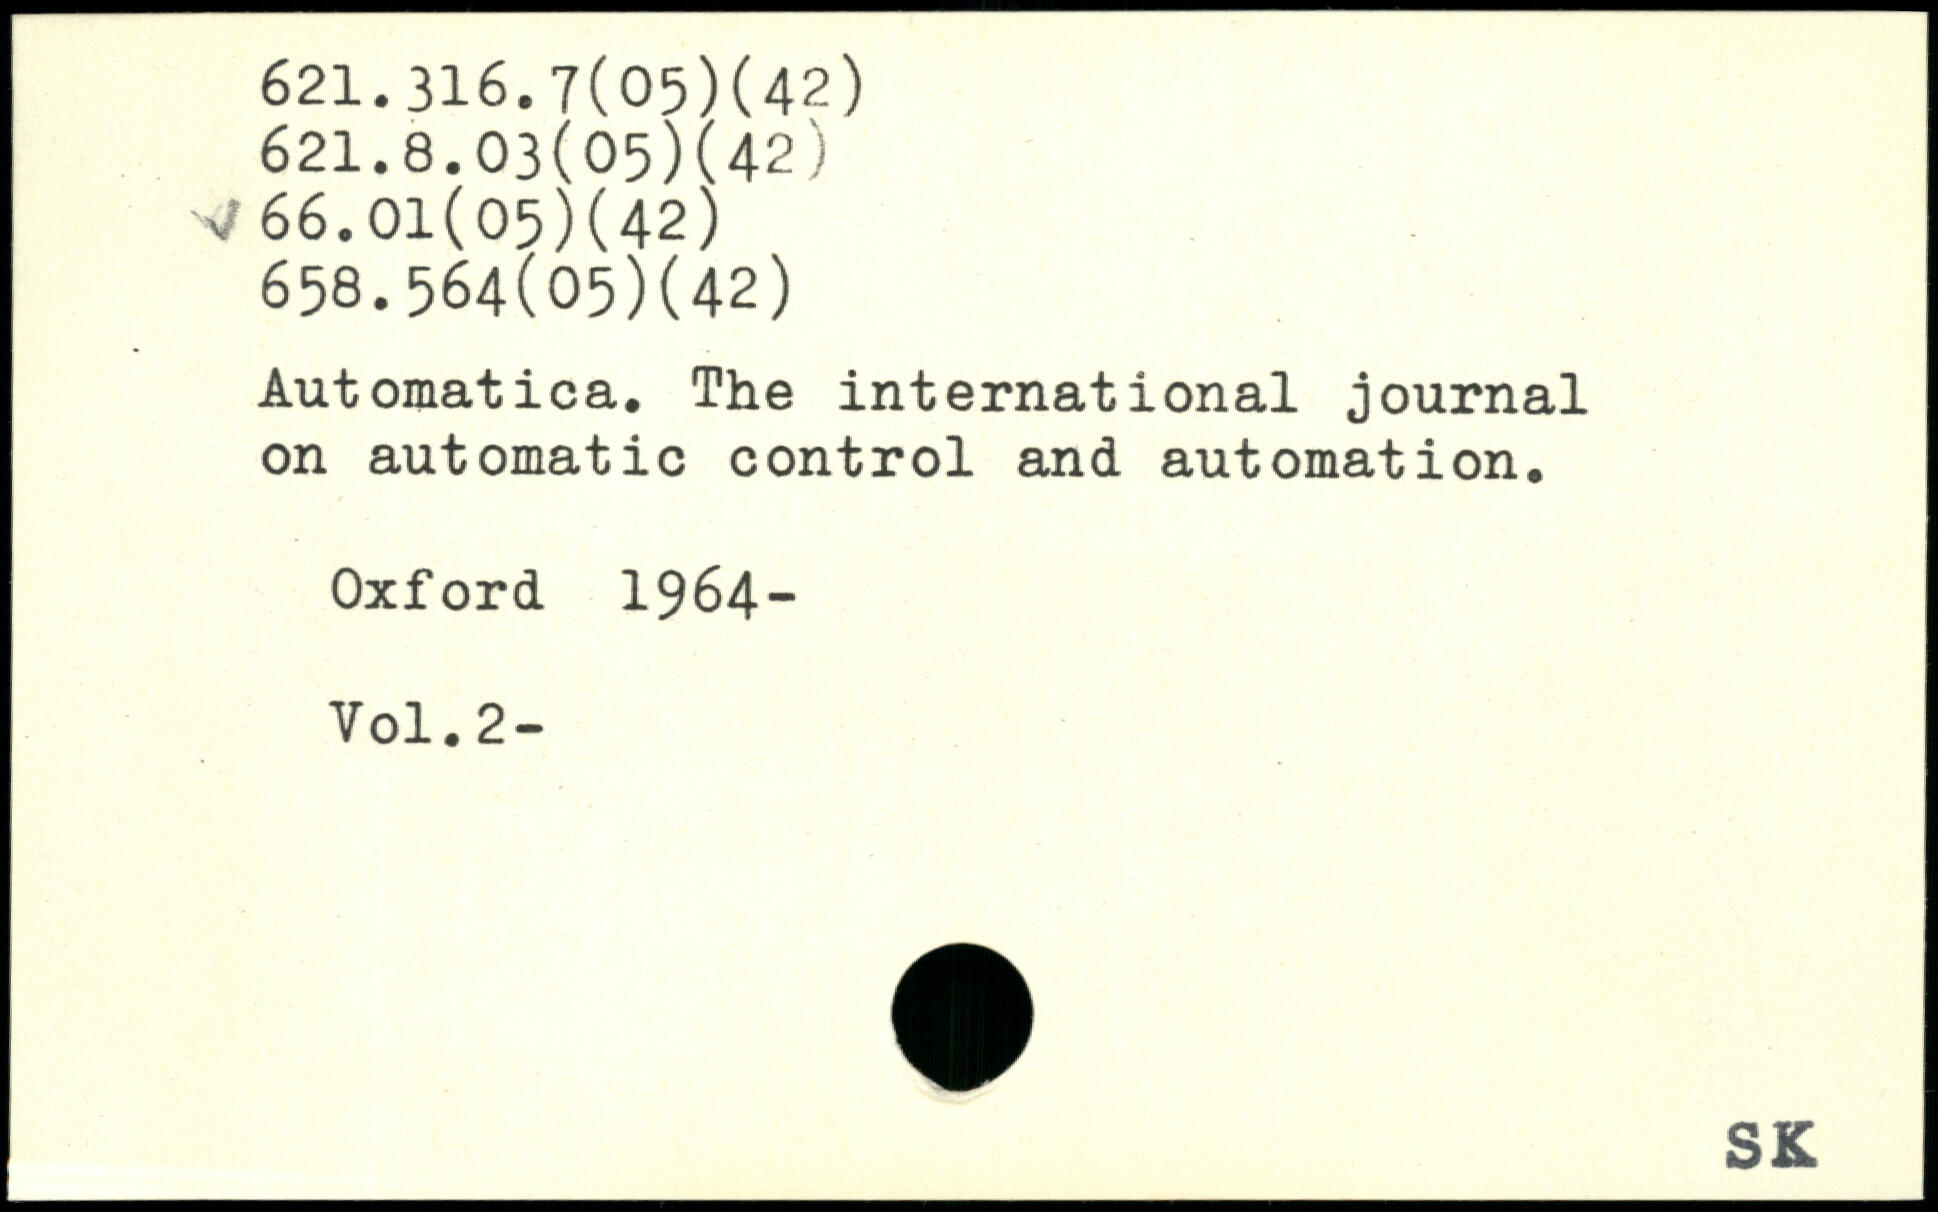 621.316.7(05)(42)
621.8.03(05)(42)
✓ 66.01(05)(42)
658.564(05)(42)
Automatica. The international journal
on automatic control and automation.
Oxford 1964-
Vol.2-
SK